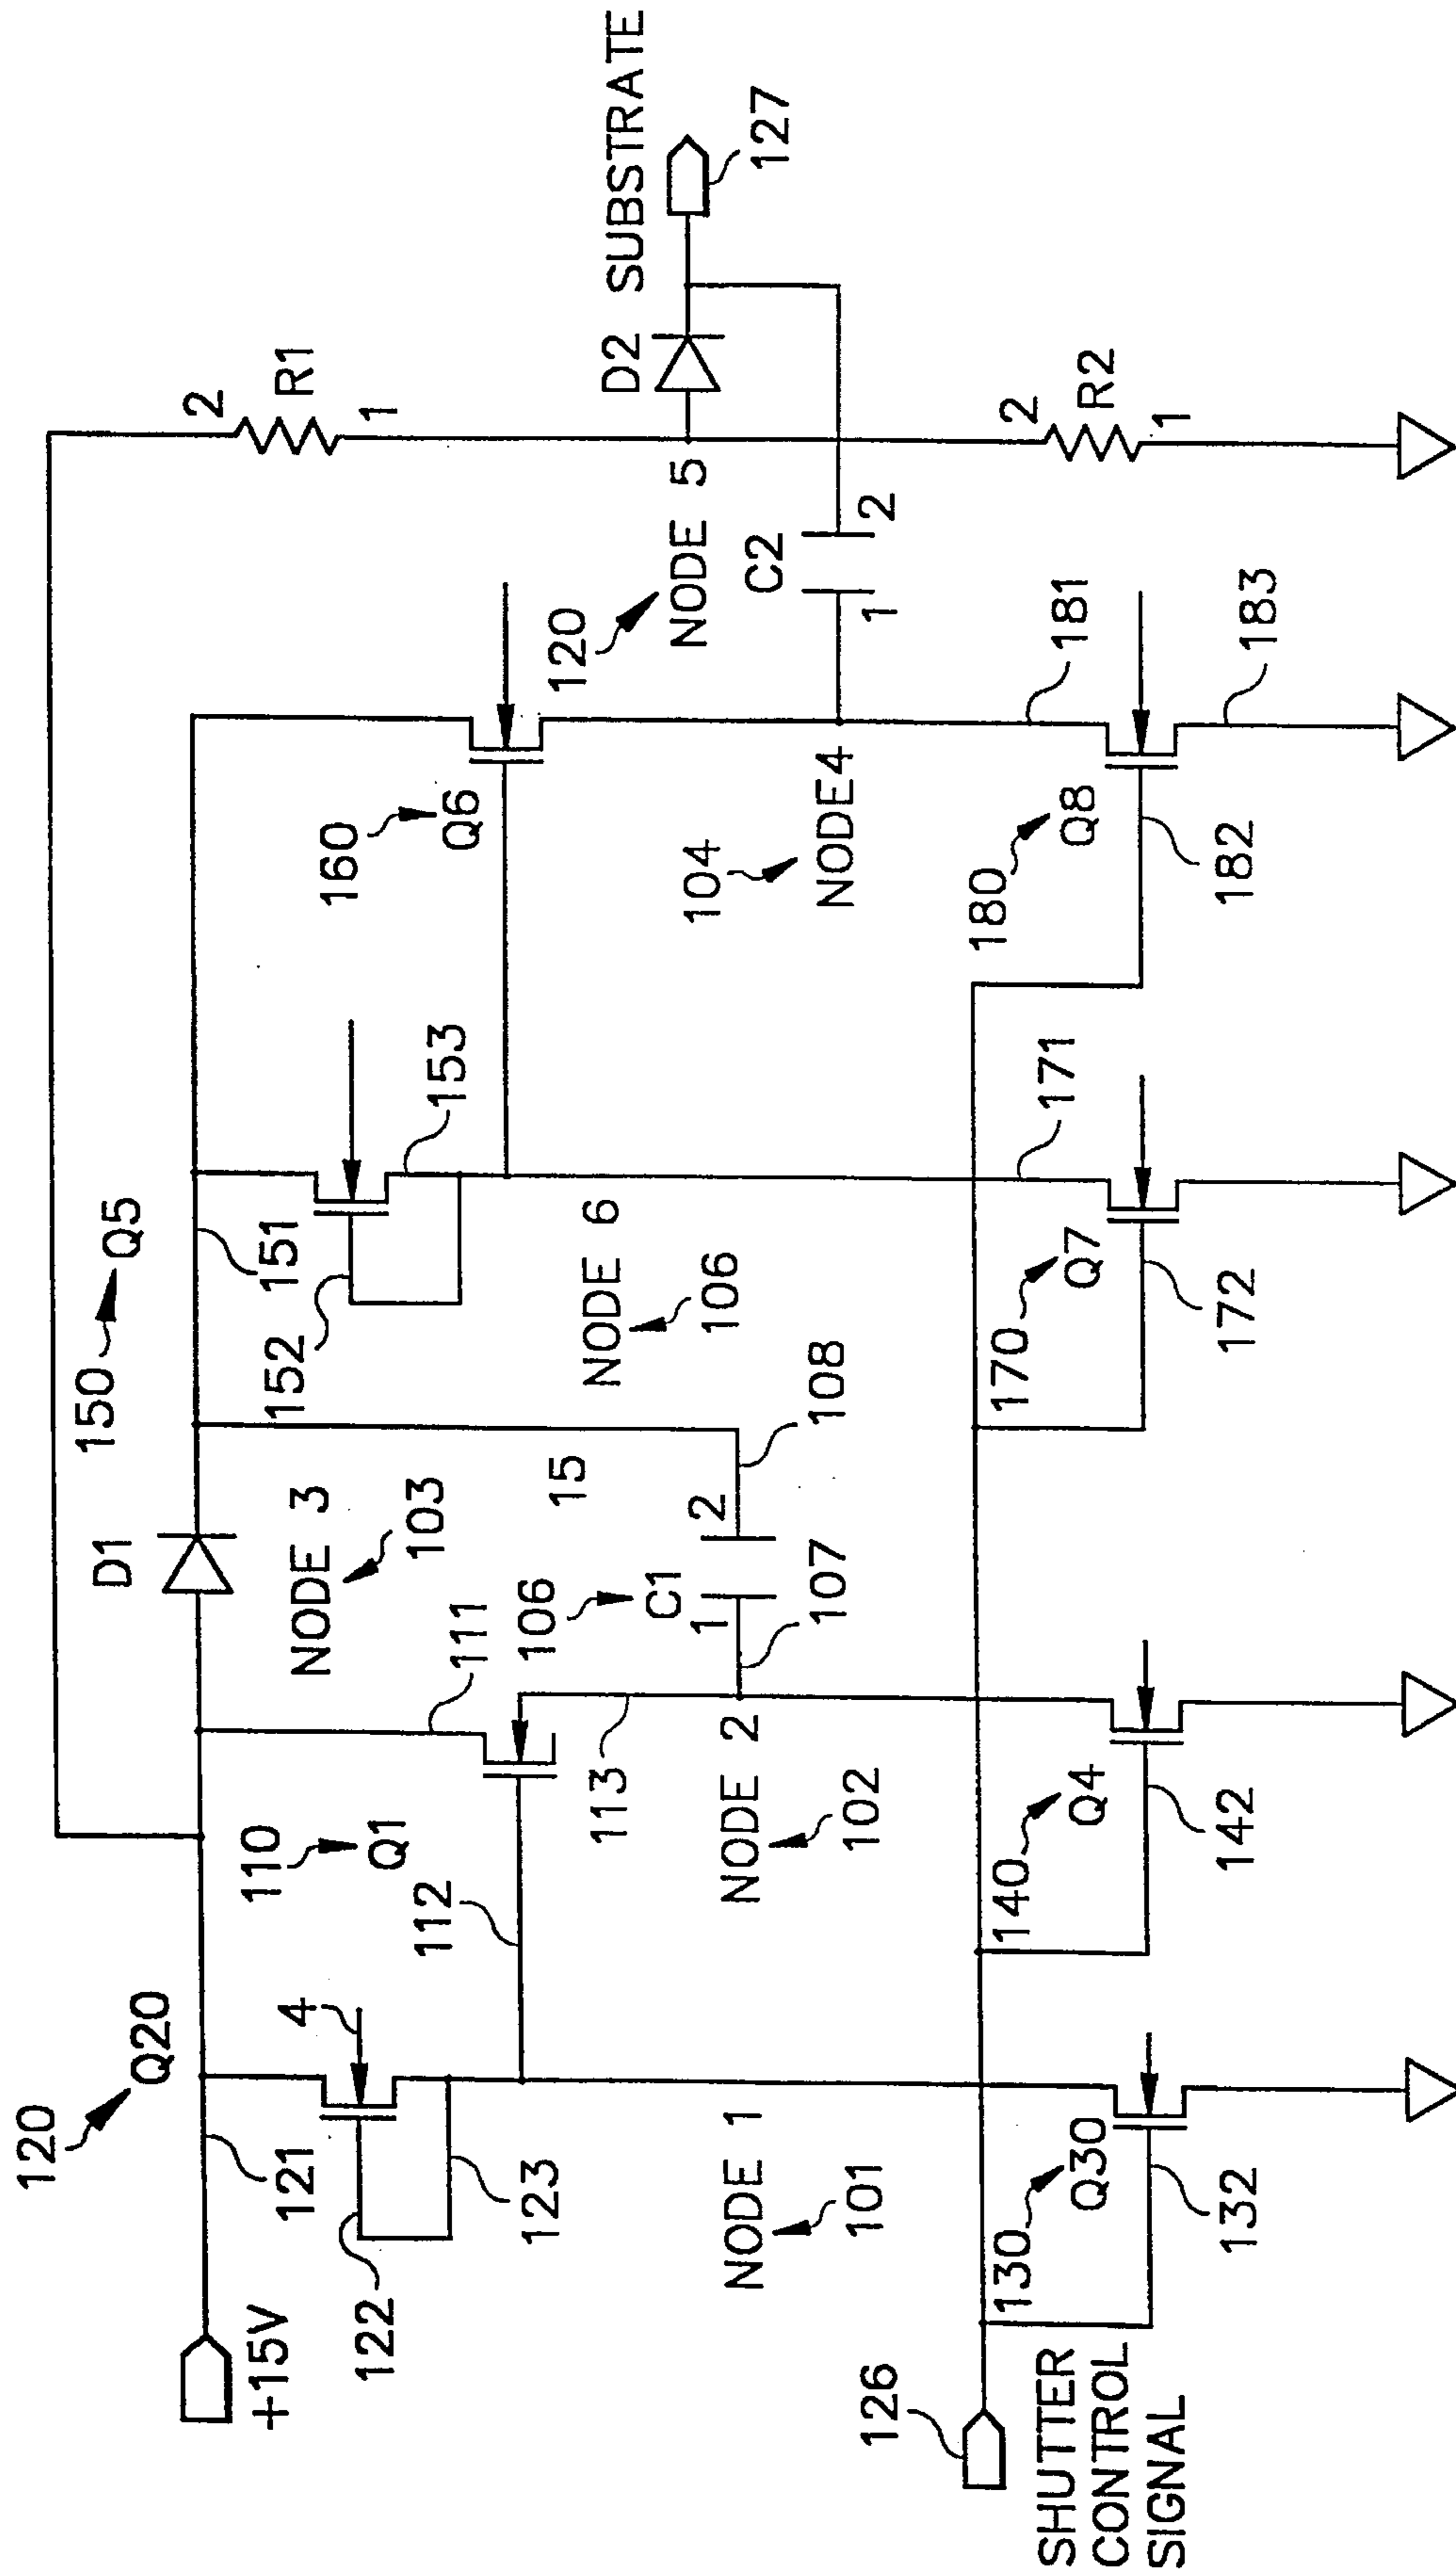 120
Q20
+15V
121
122
123
4
110
Q1
111
112
113
D1
NODE 3
103
106
C1
1
2
107
108
15
150
Q5
151
152
153
NODE 6
106
160
Q6
2
R1
1
D2
SUBSTRATE
127
120
NODE 5
C2
1
2
104
NODE4
2
R2
1
NODE 1
101
NODE 2
102
126
SHUTTER
CONTROL
SIGNAL
130
Q30
132
140
Q4
142
170
Q7
171
172
180
Q8
181
182
183